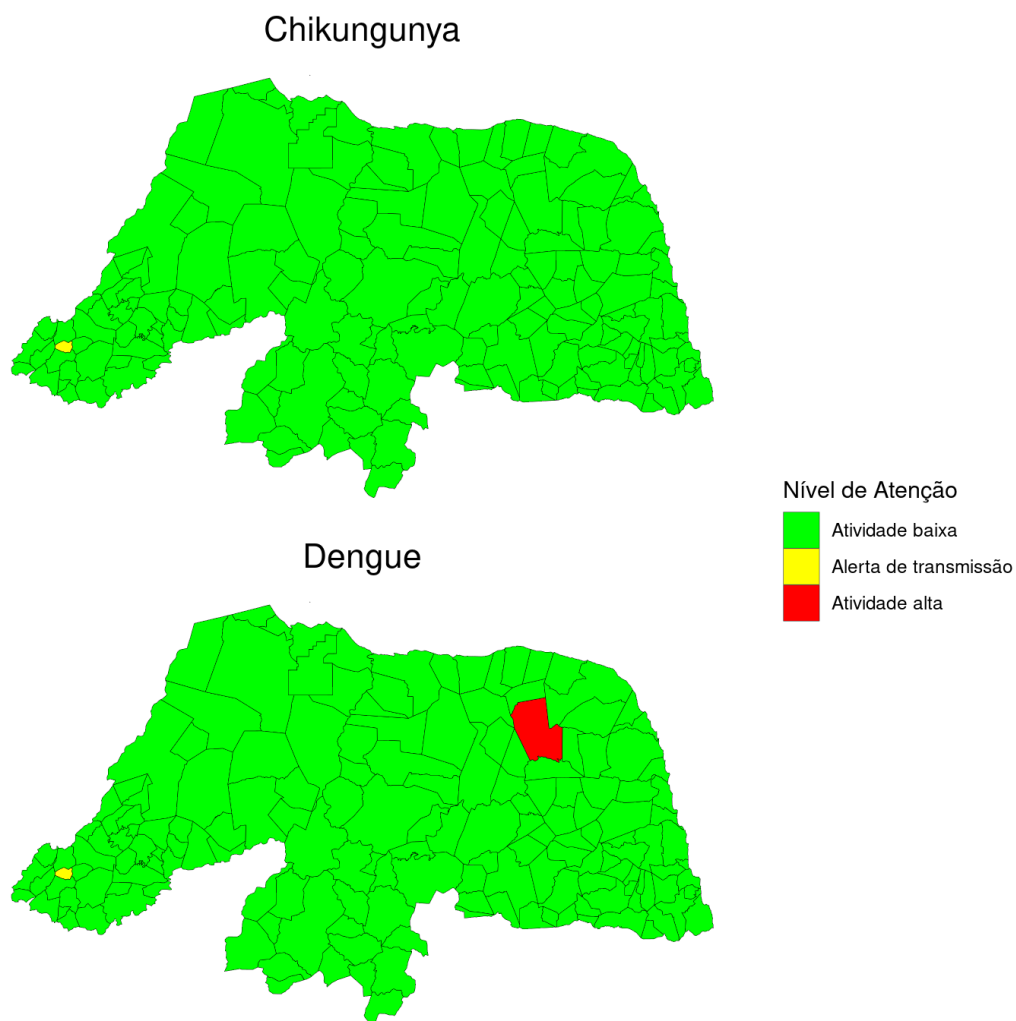 Chikungunya
Nível de Atenção
Atividade baixa
Alerta de transmissão
Atividade alta
Dengue